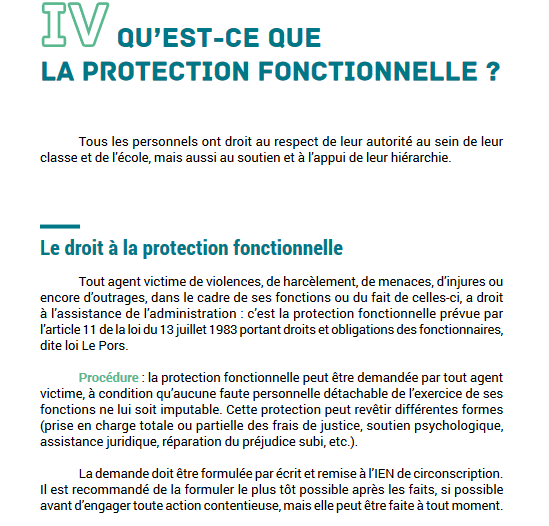 IV QU’EST-CE QUE
LA PROTECTION FONCTIONNELLE ?
Tous les personnels ont droit au respect de leur autorité au sein de leur
classe et de l’école, mais aussi au soutien et à l’appui de leur hiérarchie.
Le droit à la protection fonctionnelle
Tout agent victime de violences, de harcèlement, de menaces, d’injures ou
encore d’outrages, dans le cadre de ses fonctions ou du fait de celles-ci, a droit
à l’assistance de l’administration : c’est la protection fonctionnelle prévue par
l’article 11 de la loi du 13 juillet 1983 portant droits et obligations des fonctionnaires,
dite loi Le Pors.
Procédure : la protection fonctionnelle peut être demandée par tout agent
victime, à condition qu’aucune faute personnelle détachable de l’exercice de ses
fonctions ne lui soit imputable. Cette protection peut revêtir différentes formes
(prise en charge totale ou partielle des frais de justice, soutien psychologique,
assistance juridique, réparation du préjudice subi, etc.).
La demande doit être formulée par écrit et remise à l’IEN de circonscription.
Il est recommandé de la formuler le plus tôt possible après les faits, si possible
avant d’engager toute action contentieuse, mais elle peut être faite à tout moment.